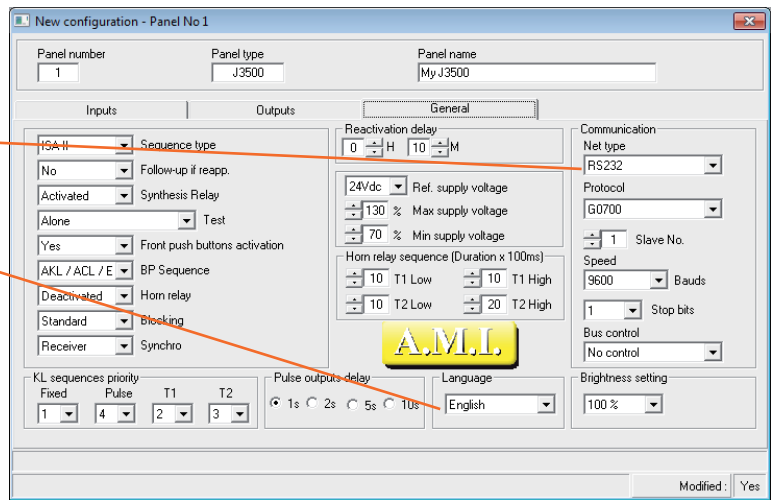 New configuration - Panel No 1
Panel number
Panel type
Panel name
1
J3500
My J3500
Inputs
Outputs
General
ISA II
Sequence type
No
Follow-up if reapp.
Activated
Synthesis Relay
Alone
Test
Yes
Front push buttons activation
AKL / ACL / E
BP Sequence
Deactivated
Horn relay
Standard
Blocking
Receiver
Synchro
Reactivation delay
0 H 10 M
24Vdc
Ref. supply voltage
130 % Max supply voltage
70 % Min supply voltage
Horn relay sequence (Duration x 100ms)
10 T1 Low 10 T1 High
10 T2 Low 20 T2 High
A.M.I.
Communication
Net type
RS232
Protocol
G0700
1 Slave No.
Speed
9600 Bauds
1 Stop bits
Bus control
No control
KL sequences priority
Fixed Pulse T1 T2
1 4 2 3
Pulse outputs delay
1s 2s 5s 10s
Language
English
Brightness setting
100 %
Modified : Yes